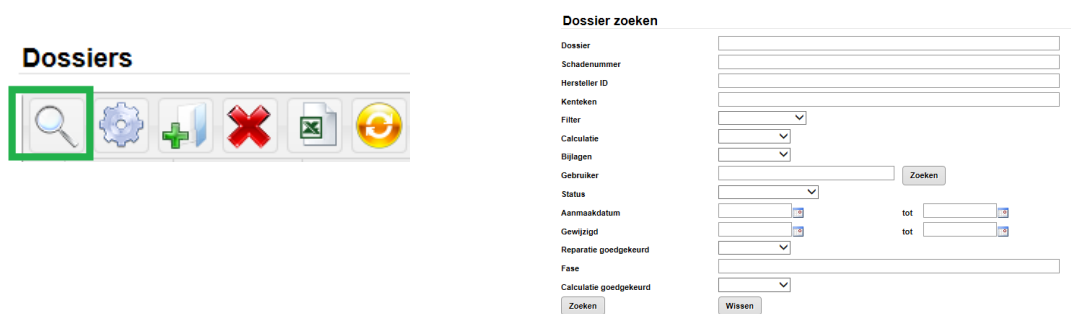 Dossiers
Dossier zoeken
Dossier
Schadenummer
Hersteller ID
Kenteken
Filter
Calculatie
Bijlagen
Gebruiker Zoeken
Status
Aanmaakdatum tot
Gewijzigd tot
Reparatie goedgekeurd
Fase
Calculatie goedgekeurd
Zoeken Wissen